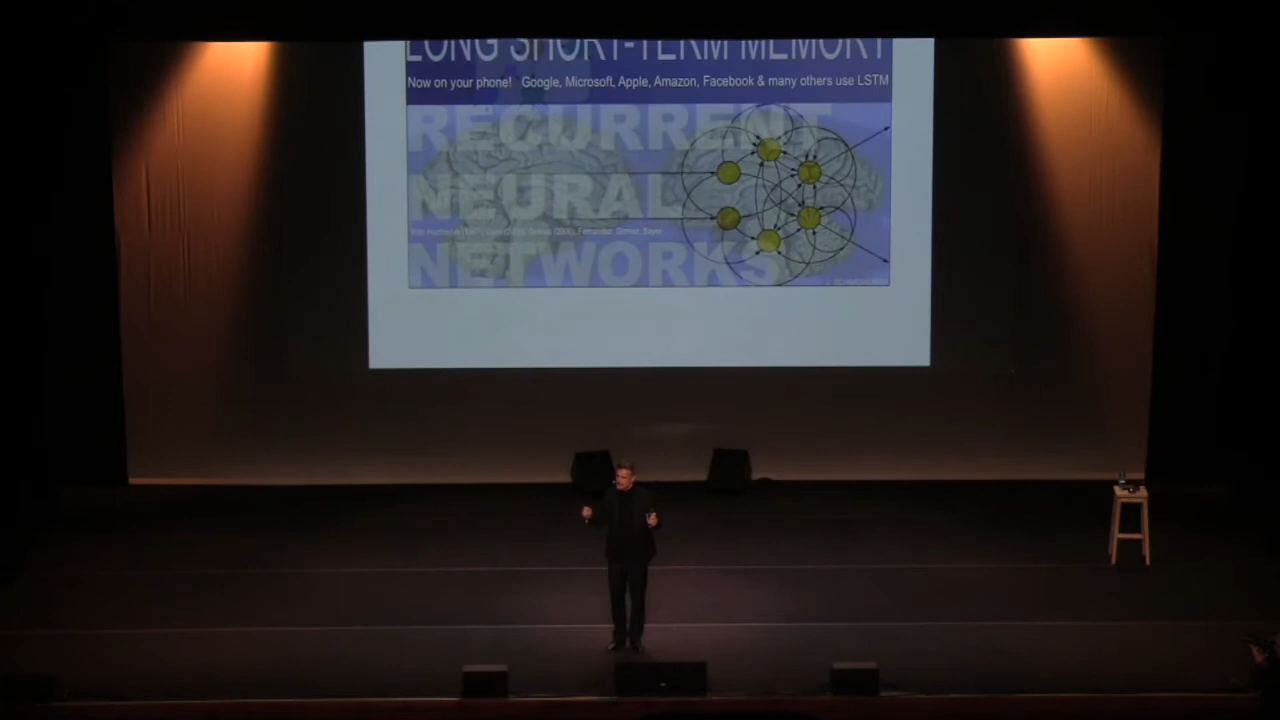 LONG SHORT-TERM MEMORY
Now on your phone! Google, Microsoft, Apple, Amazon, Facebook & many others use LSTM
RECURRENT
NEURAL
NETWORKS